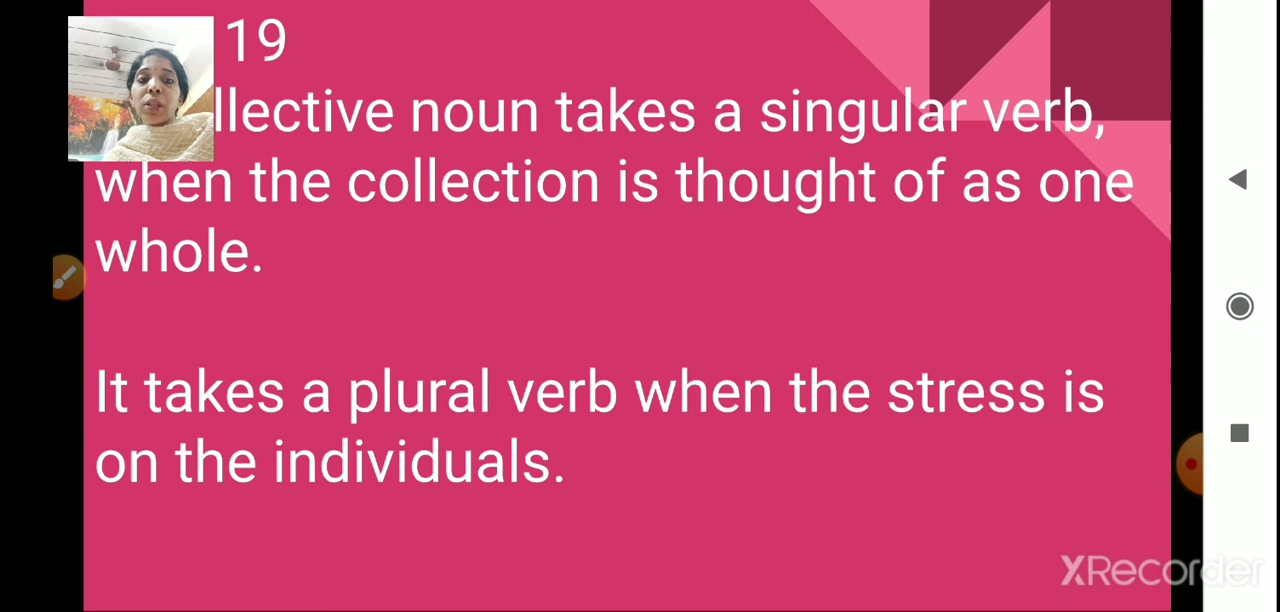 19
llective noun takes a singular verb,
when the collection is thought of as one
whole.
It takes a plural verb when the stress is
on the individuals.
XRecorder